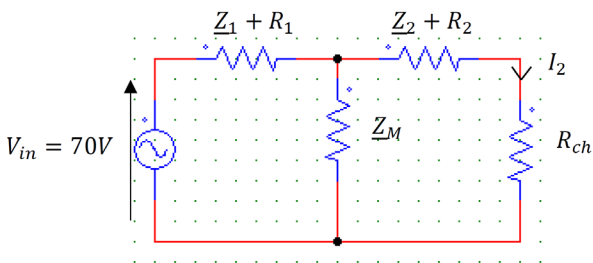 Z1 + R1
Z2 + R2
I2
Vin = 70V
ZM
Rch